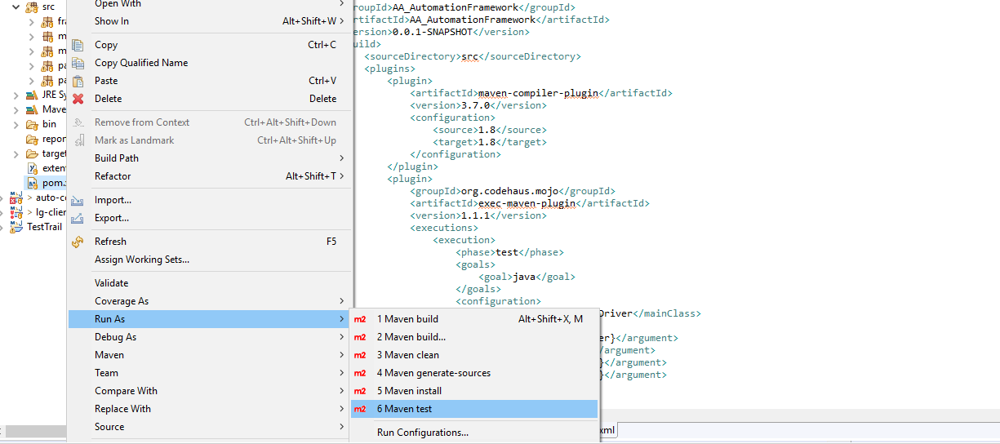 src
fra
m
m
pa
pa
JRE Sy
Mave
bin
repor
target
extent
pom.
> auto-co
> lg-clien
TestTrail
Open With
Show In Alt+Shift+W
Copy Ctrl+C
Copy Qualified Name
Paste Ctrl+V
Delete Delete
Remove from Context Ctrl+Alt+Shift+Down
Mark as Landmark Ctrl+Alt+Shift+Up
Build Path
Refactor Alt+Shift+T
Import...
Export...
Refresh F5
Assign Working Sets...
Validate
Coverage As
Run As
Debug As
Maven
Team
Compare With
Replace With
Source
m2 1 Maven build Alt+Shift+X, M
m2 2 Maven build...
m2 3 Maven clean
m2 4 Maven generate-sources
m2 5 Maven install
m2 6 Maven test
Run Configurations...
roupId>AA_AutomationFramework</groupId>
rtifactId>AA_AutomationFramework</artifactId>
ersion>0.0.1-SNAPSHOT</version>
uild>
<sourceDirectory>src</sourceDirectory>
<plugins>
<plugin>
<artifactId>maven-compiler-plugin</artifactId>
<version>3.7.0</version>
<configuration>
<source>1.8</source>
<target>1.8</target>
</configuration>
</plugin>
<plugin>
<groupId>org.codehaus.mojo</groupId>
<artifactId>exec-maven-plugin</artifactId>
<version>1.1.1</version>
<executions>
<execution>
<phase>test</phase>
<goals>
<goal>java</goal>
</goals>
<configuration>
Driver</mainClass>
er}</argument>
/argument>
}</argument>
}</argument>
xml